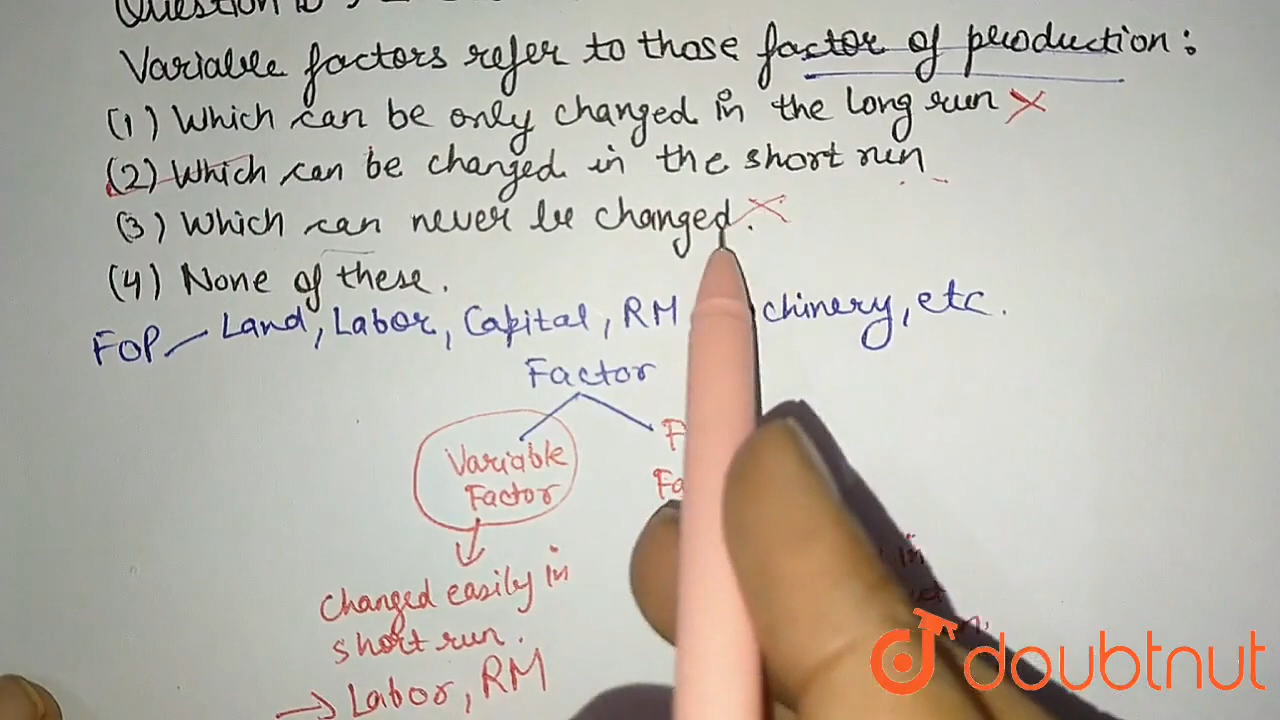 Question
Variable factors refer to those factor of production:
(1) Which can be only changed in the long run
(2) Which can be changed in the short run
(3) Which can never be changed.
(4) None of these.
FOP - Land, Labor, Capital, RM chinery, etc.
Factor
Variable
Factor
Changed easily in
short run.
→ Labor, RM
in
doubtnut